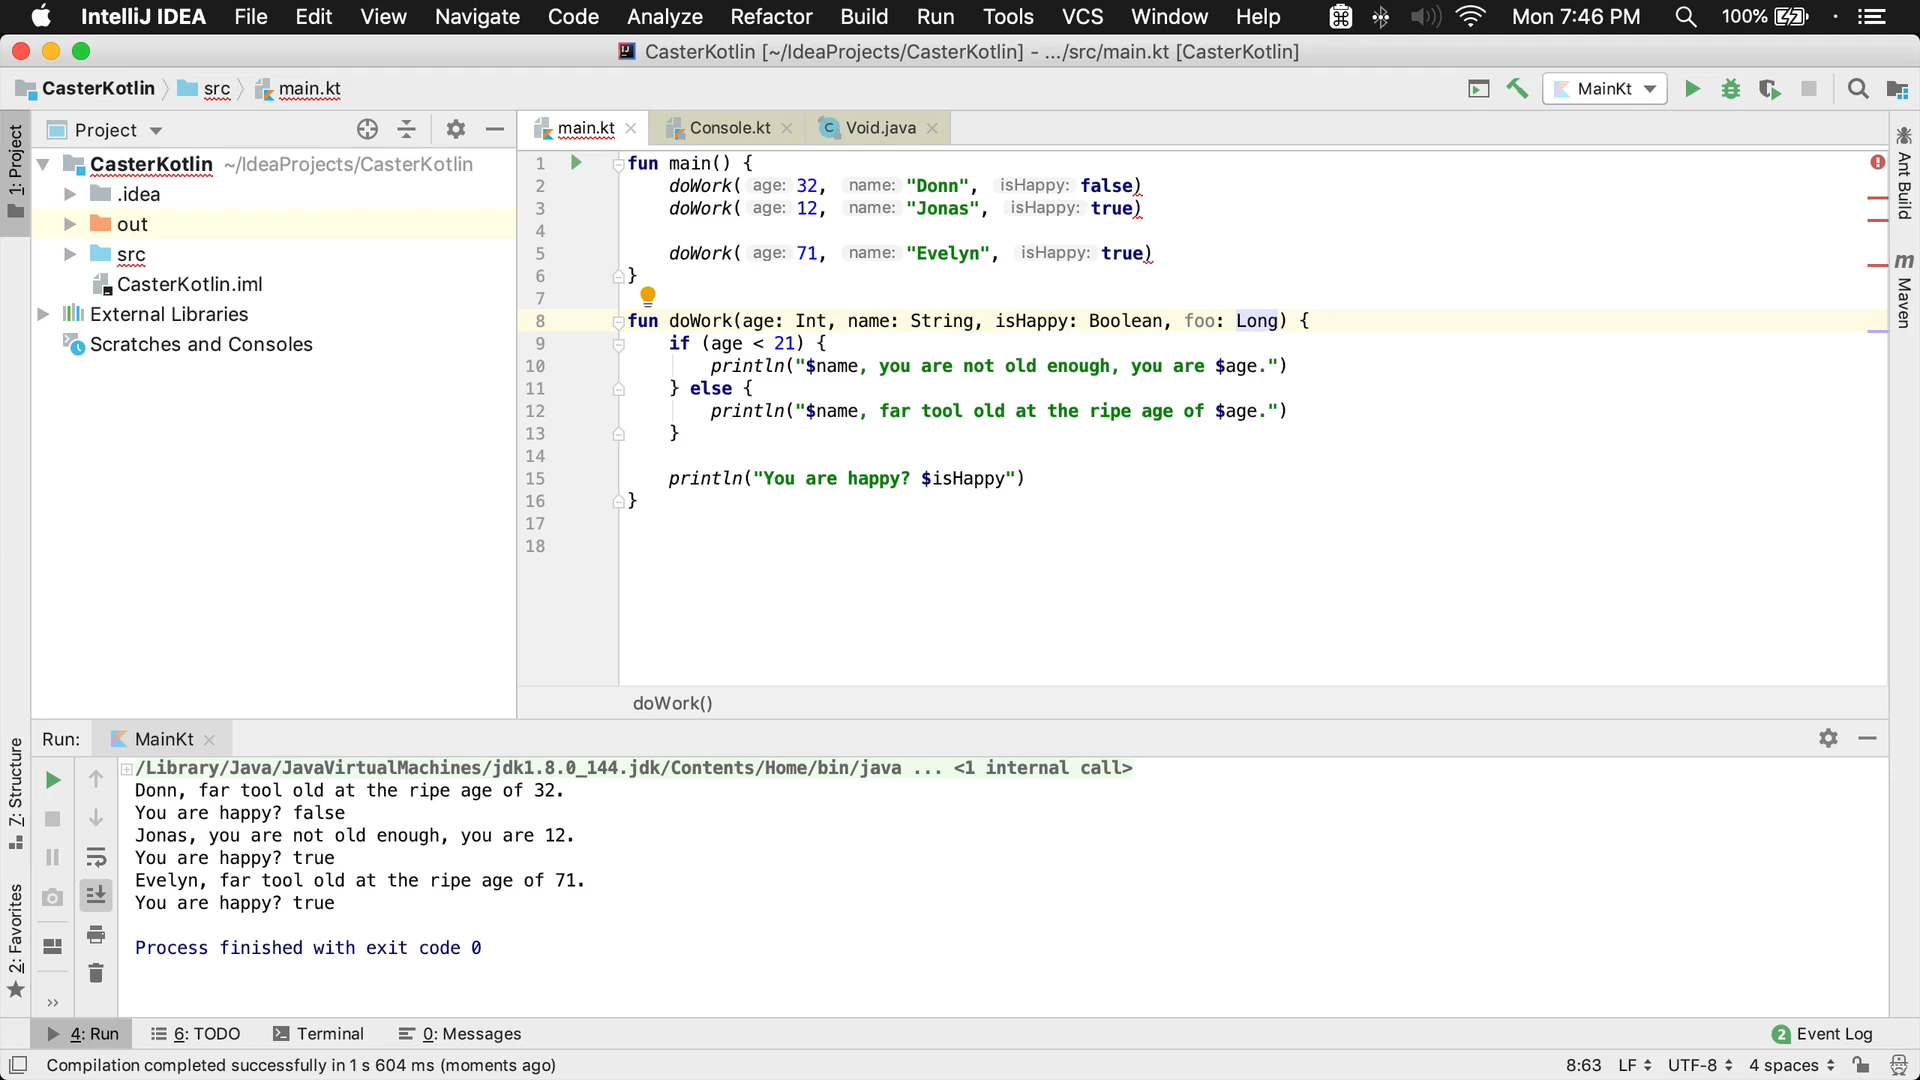 IntelliJ IDEA File Edit View Navigate Code Analyze Refactor Build Run Tools VCS Window Help Mon 7:46 PM 100%
CasterKotlin [~/IdeaProjects/CasterKotlin] - .../src/main.kt [CasterKotlin]
CasterKotlin src main.kt MainKt
Project
main.kt Console.kt Void.java
1: Project
CasterKotlin ~/IdeaProjects/CasterKotlin
.idea
out
src
CasterKotlin.iml
External Libraries
Scratches and Consoles
1 fun main() {
2 doWork( age: 32, name: "Donn", isHappy: false)
3 doWork( age: 12, name: "Jonas", isHappy: true)
4
5 doWork( age: 71, name: "Evelyn", isHappy: true)
6 }
7
8 fun doWork(age: Int, name: String, isHappy: Boolean, foo: Long) {
9 if (age < 21) {
10 println("$name, you are not old enough, you are $age.")
11 } else {
12 println("$name, far tool old at the ripe age of $age.")
13 }
14
15 println("You are happy? $isHappy")
16 }
17
18
doWork()
Ant Build
m Maven
Run: MainKt
/Library/Java/JavaVirtualMachines/jdk1.8.0_144.jdk/Contents/Home/bin/java ... <1 internal call>
Donn, far tool old at the ripe age of 32.
You are happy? false
Jonas, you are not old enough, you are 12.
You are happy? true
Evelyn, far tool old at the ripe age of 71.
You are happy? true
Process finished with exit code 0
Z: Structure
2: Favorites
4: Run 6: TODO Terminal 0: Messages 2 Event Log
Compilation completed successfully in 1 s 604 ms (moments ago) 8:63 LF UTF-8 4 spaces